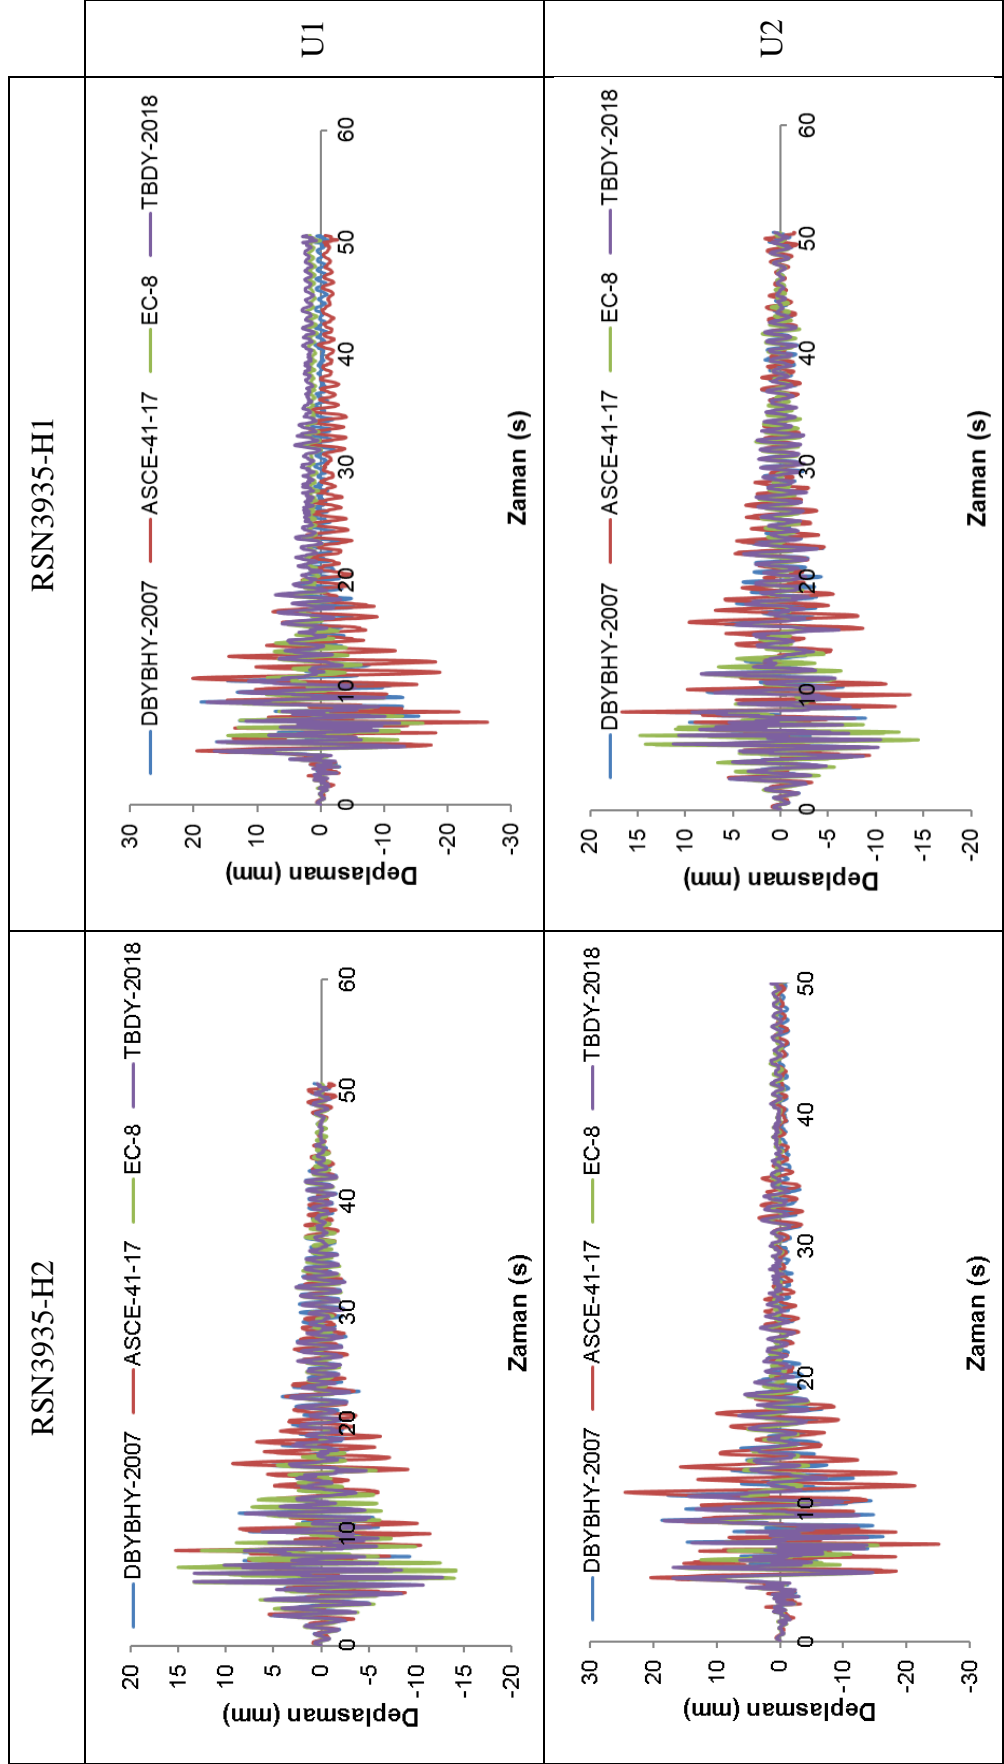 RSN3935-H2
RSN3935-H1
DBYBHY-2007 ASCE-41-17 EC-8 TBDY-2018
20
15
10
5
0
-5
-10
-15
-20
Deplasman (mm)
0 10 20 30 40 50 60
Zaman (s)
DBYBHY-2007 ASCE-41-17 EC-8 TBDY-2018
30
20
10
0
-10
-20
-30
Deplasman (mm)
0 10 20 30 40 50 60
Zaman (s)
U1
DBYBHY-2007 ASCE-41-17 EC-8 TBDY-2018
30
20
10
0
-10
-20
-30
Deplasman (mm)
0 10 20 30 40 50
Zaman (s)
DBYBHY-2007 ASCE-41-17 EC-8 TBDY-2018
20
15
10
5
0
-5
-10
-15
-20
Deplasman (mm)
0 10 20 30 40 50 60
Zaman (s)
U2